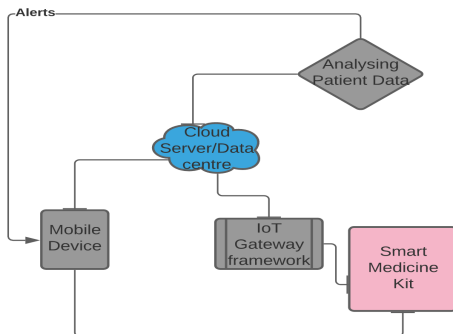 Alerts
Analysing
Patient Data
Cloud
Server/Data
centre
Mobile
Device
IoT
Gateway
framework
Smart
Medicine
Kit